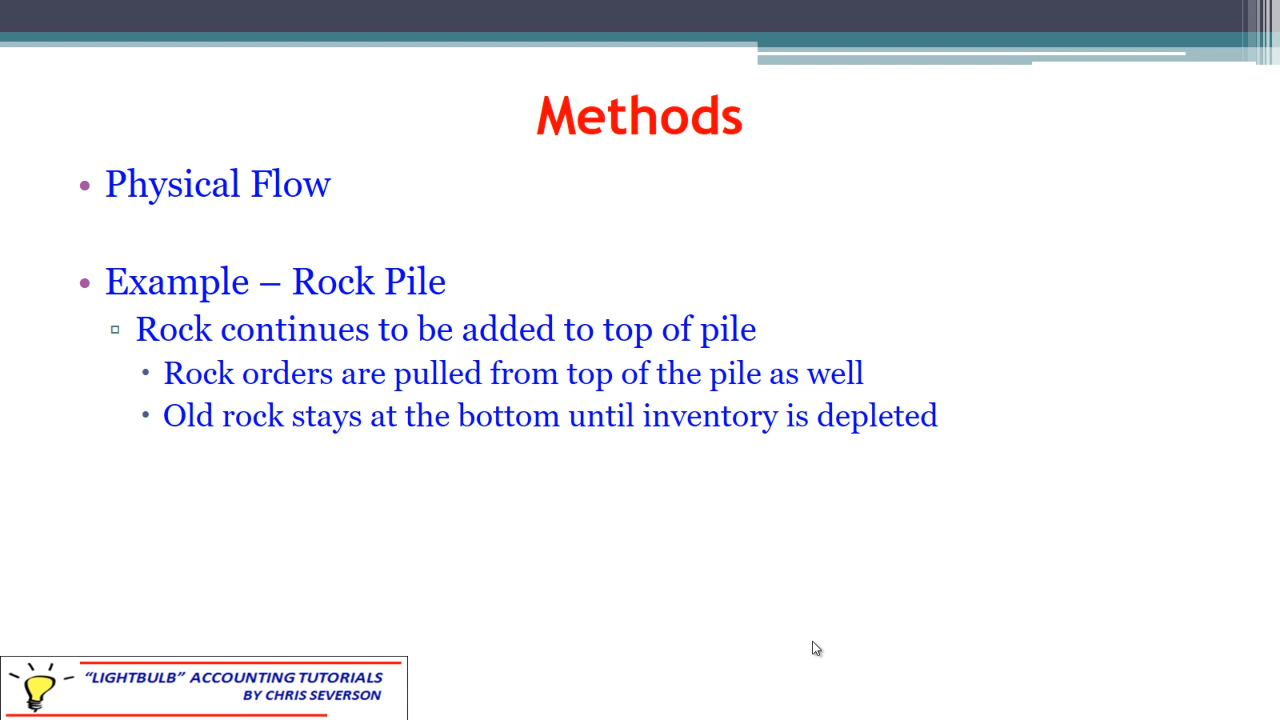 Methods
• Physical Flow
• Example – Rock Pile
▫ Rock continues to be added to top of pile
• Rock orders are pulled from top of the pile as well
• Old rock stays at the bottom until inventory is depleted
“LIGHTBULB” ACCOUNTING TUTORIALS
BY CHRIS SEVERSON